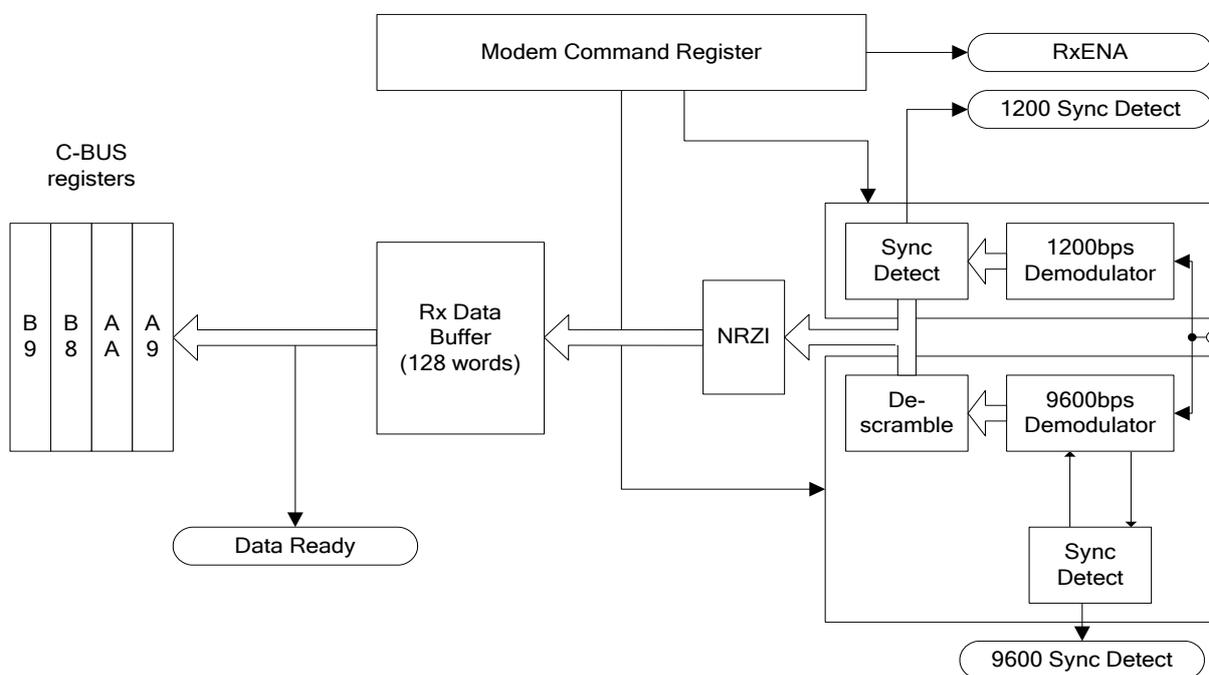 Modem Command Register
RxENA
1200 Sync Detect
C-BUS
registers
B
9
B
8
A
A
A
9
Rx Data
Buffer
(128 words)
NRZI
Sync
Detect
1200bps
Demodulator
De-
scramble
9600bps
Demodulator
Data Ready
Sync
Detect
9600 Sync Detect